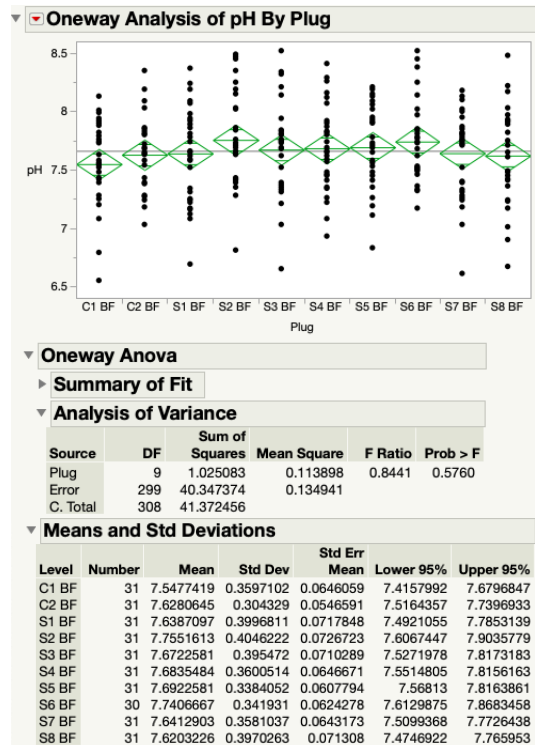 Oneway Analysis of pH By Plug
8.5
8
7.5
pH
7
6.5
C1 BF C2 BF S1 BF S2 BF S3 BF S4 BF S5 BF S6 BF S7 BF S8 BF
Plug
Oneway Anova
Summary of Fit
Analysis of Variance
Sum of
Source DF Squares Mean Square F Ratio Prob > F
Plug 9 1.025083 0.113898 0.8441 0.5760
Error 299 40.347374 0.134941
C. Total 308 41.372456
Means and Std Deviations
Std Err
Level Number Mean Std Dev Mean Lower 95% Upper 95%
C1 BF 31 7.5477419 0.3597102 0.0646059 7.4157992 7.6796847
C2 BF 31 7.6280645 0.304329 0.0546591 7.5164357 7.7396933
S1 BF 31 7.6387097 0.3996811 0.0717848 7.4921055 7.7853139
S2 BF 31 7.7551613 0.4046222 0.0726723 7.6067447 7.9035779
S3 BF 31 7.6722581 0.395472 0.0710289 7.5271978 7.8173183
S4 BF 31 7.6835484 0.3600514 0.0646671 7.5514805 7.8156163
S5 BF 31 7.6922581 0.3384052 0.0607794 7.56813 7.8163861
S6 BF 30 7.7406667 0.341931 0.0624278 7.6129875 7.8683458
S7 BF 31 7.6412903 0.3581037 0.0643173 7.5099368 7.7726438
S8 BF 31 7.6203226 0.3970263 0.071308 7.4746922 7.765953